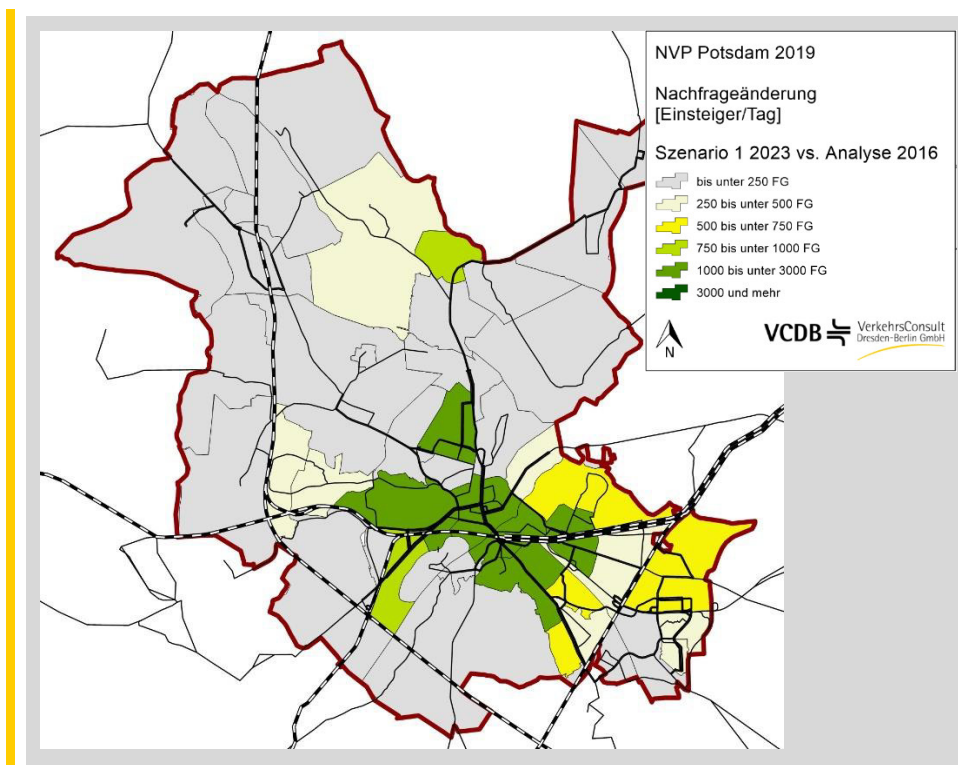 NVP Potsdam 2019
Nachfrageänderung
[Einsteiger/Tag]
Szenario 1 2023 vs. Analyse 2016
bis unter 250 FG
250 bis unter 500 FG
500 bis unter 750 FG
750 bis unter 1000 FG
1000 bis unter 3000 FG
3000 und mehr
N
VCDB VerkehrsConsult
Dresden-Berlin GmbH